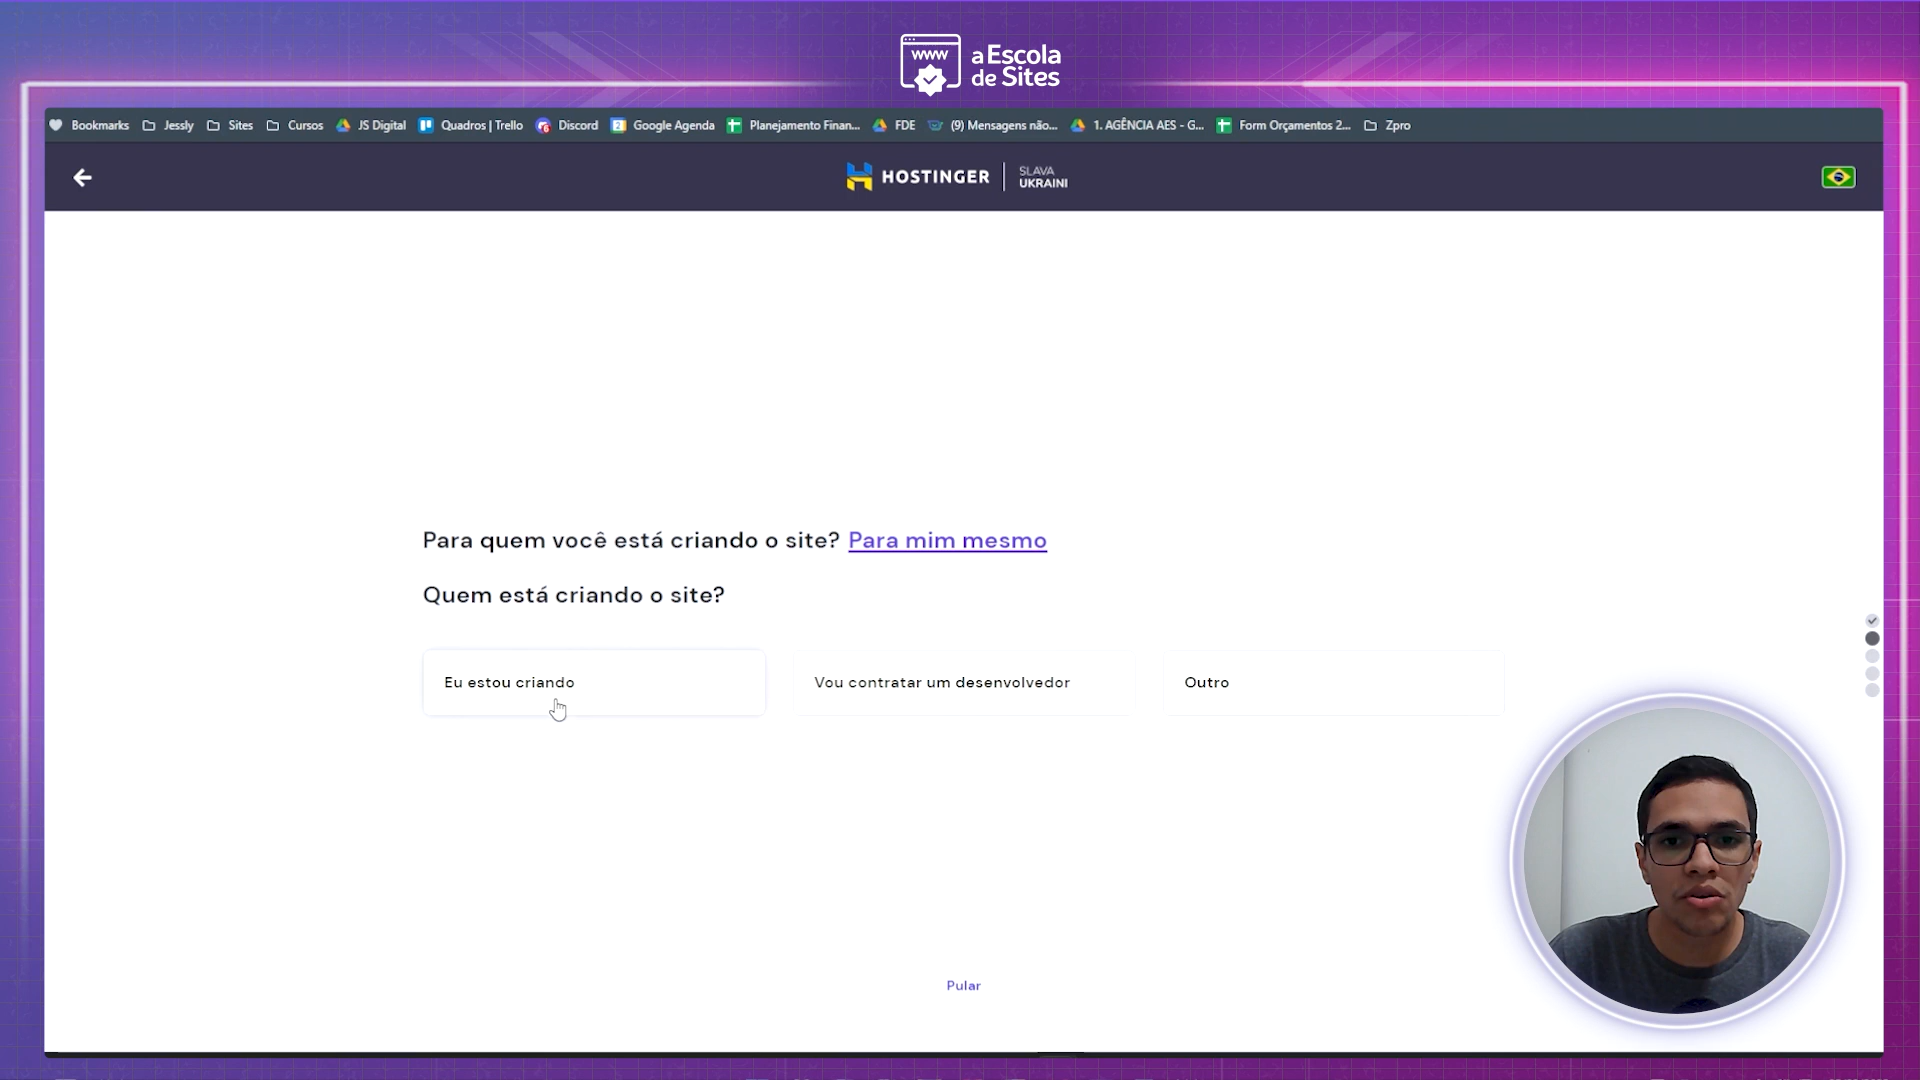 www
a Escola
de Sites
Bookmarks Jessly Sites Cursos JS Digital Quadros | Trello Discord 2 Google Agenda Planejamento Finan... FDE (9) Mensagens não... 1. AGÊNCIA AES - G... Form Orçamentos 2... Zpro
HOSTINGER SLAVA
UKRAINI
Para quem você está criando o site? Para mim mesmo
Quem está criando o site?
Eu estou criando Vou contratar um desenvolvedor Outro
Pular